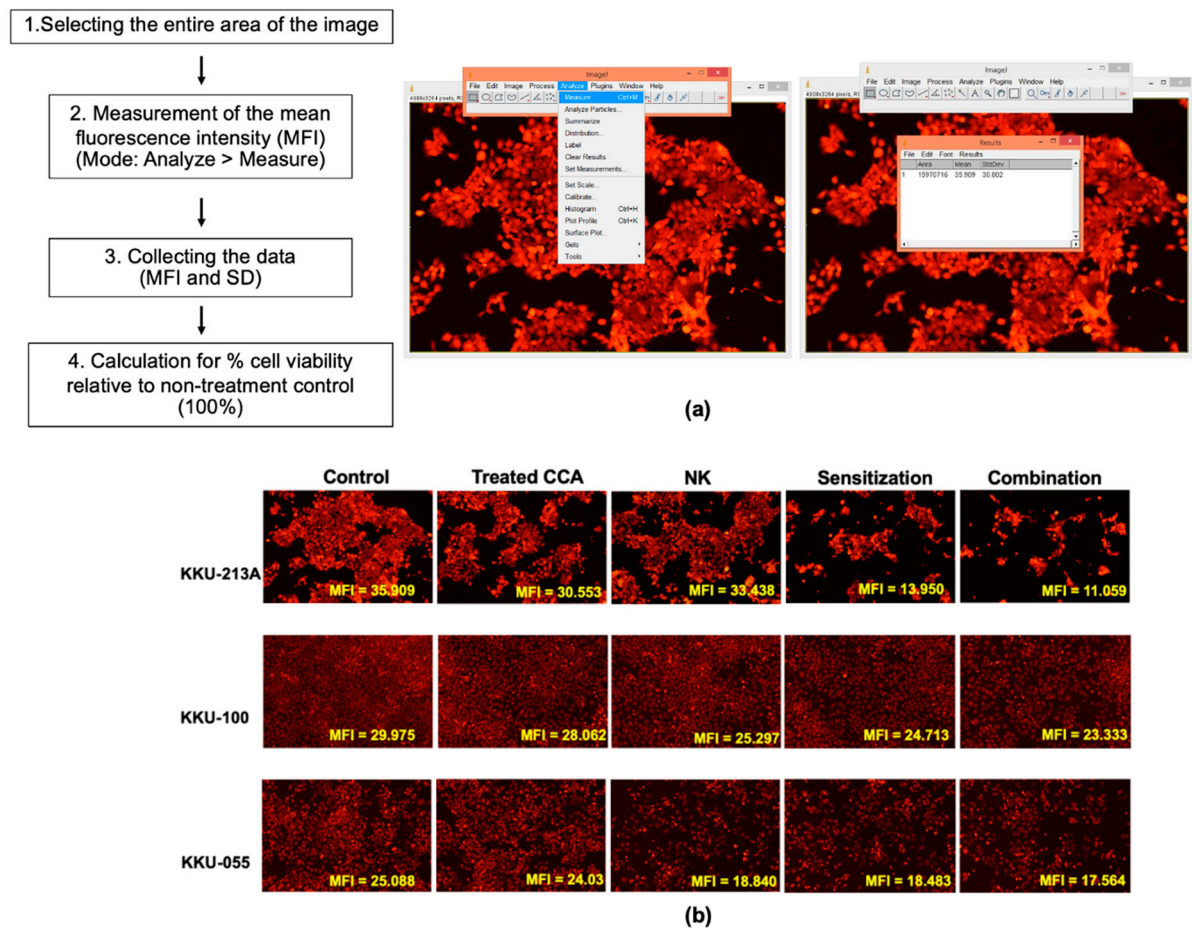 1.Selecting the entire area of the image
2. Measurement of the mean
fluorescence intensity (MFI)
(Mode: Analyze > Measure)
3. Collecting the data
(MFI and SD)
4. Calculation for % cell viability
relative to non-treatment control
(100%)
ImageJ
File Edit Image Process Analyze Plugins Window Help
Measure Ctrl+M
Analyze Particles...
Summarize
Distribution...
Label
Clear Results
Set Measurements...
Set Scale...
Calibrate...
Histogram Ctrl+H
Plot Profile Ctrl+K
Surface Plot...
Gels
Tools
ImageJ
File Edit Image Process Analyze Plugins Window Help
Results
File Edit Font Results
Area Mean StdDev
1 15970716 35.909 30.802
(a)
Control Treated CCA NK Sensitization Combination
KKU-213A
MFI = 35.909 MFI = 30.553 MFI = 33.438 MFI = 13.950 MFI = 11.059
KKU-100
MFI = 29.975 MFI = 28.062 MFI = 25.297 MFI = 24.713 MFI = 23.333
KKU-055
MFI = 25.088 MFI = 24.03 MFI = 18.840 MFI = 18.483 MFI = 17.564
(b)